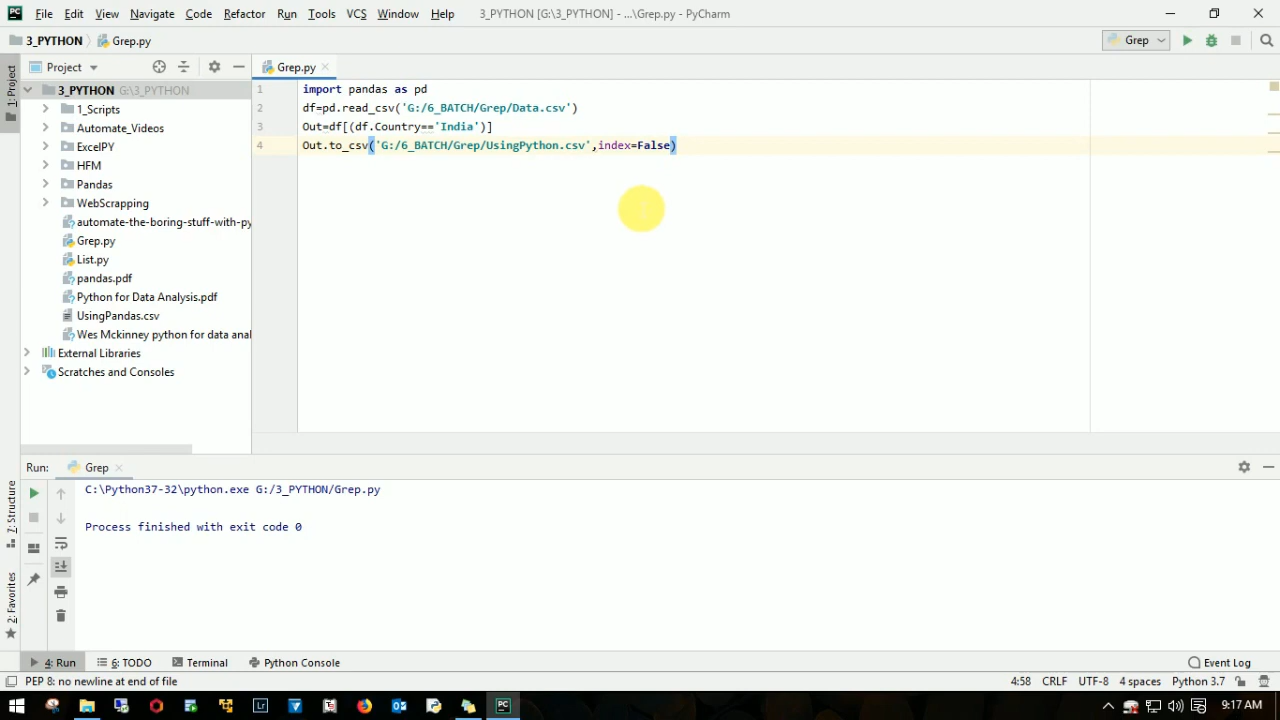 PC File Edit View Navigate Code Refactor Run Tools VCS Window Help 3_PYTHON [G:\3_PYTHON] - ...\Grep.py - PyCharm
3_PYTHON Grep.py Grep
Project Grep.py
1: Project
3_PYTHON G:\3_PYTHON
1_Scripts
Automate_Videos
ExcelPY
HFM
Pandas
WebScrapping
automate-the-boring-stuff-with-py
Grep.py
List.py
pandas.pdf
Python for Data Analysis.pdf
UsingPandas.csv
Wes Mckinney python for data anal
External Libraries
Scratches and Consoles
1 import pandas as pd
2 df=pd.read_csv('G:/6_BATCH/Grep/Data.csv')
3 Out=df[(df.Country=='India')]
4 Out.to_csv('G:/6_BATCH/Grep/UsingPython.csv',index=False)
Run: Grep
C:\Python37-32\python.exe G:/3_PYTHON/Grep.py
Process finished with exit code 0
7: Structure
2: Favorites
4: Run 6: TODO Terminal Python Console Event Log
PEP 8: no newline at end of file 4:58 CRLF UTF-8 4 spaces Python 3.7
Lr PC 9:17 AM